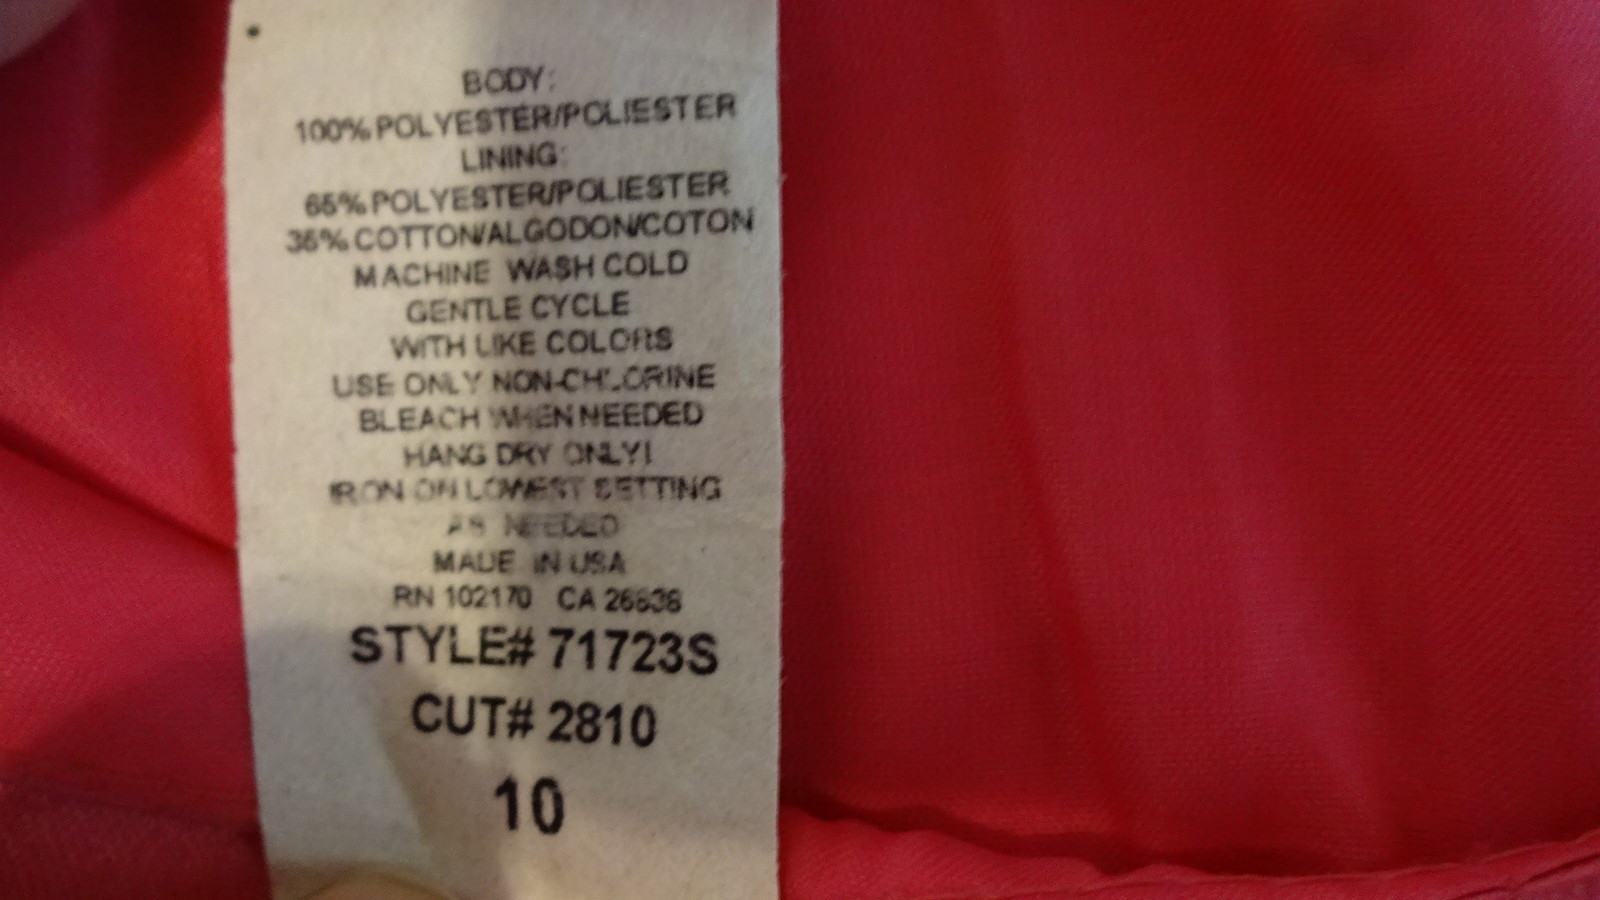 BODY:
100% POLYESTER/POLIESTER
LINING:
65% POLYESTER/POLIESTER
35% COTTON/ALGODON/COTON
MACHINE WASH COLD
GENTLE CYCLE
WITH LIKE COLORS
USE ONLY NON-CHLORINE
BLEACH WHEN NEEDED
HANG DRY ONLY!
IRON ON LOWEST SETTING
AS NEEDED
MADE IN USA
RN 102170 CA
STYLE# 71723S
CUT# 2810
10